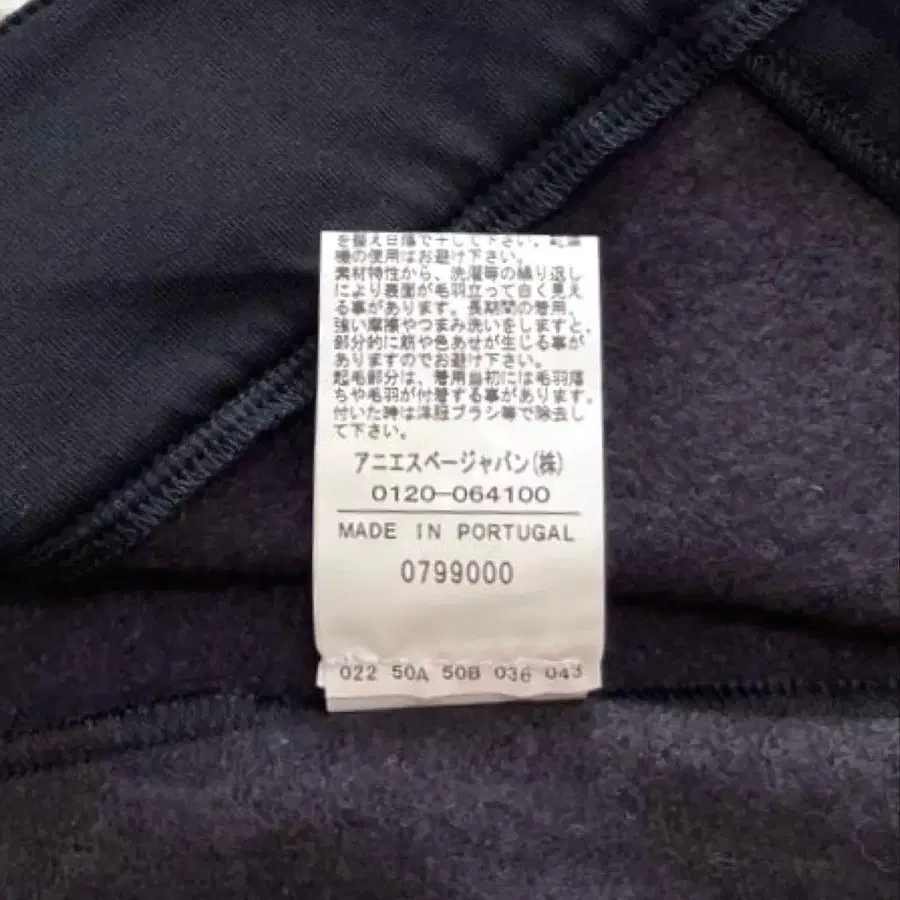 を替え日陰で干して下さい。乾燥
機の使用はお避け下さい。
素材特性から、洗濯等の繰り返し
により表面が毛羽立って白く見え
る事があります。長期間の着用、
強い摩擦やつまみ洗いをしますと、
部分的に筋や色あせが生じる事が
ありますのでお避け下さい。
起毛部分は、着用当初には毛羽落
ちや毛羽が付着する事があります。
付いた時は洋服ブラシ等で除去し
て下さい。
アニエスベージャパン(株)
0120-064100
MADE IN PORTUGAL
0799000
022 50A 50B 036 043